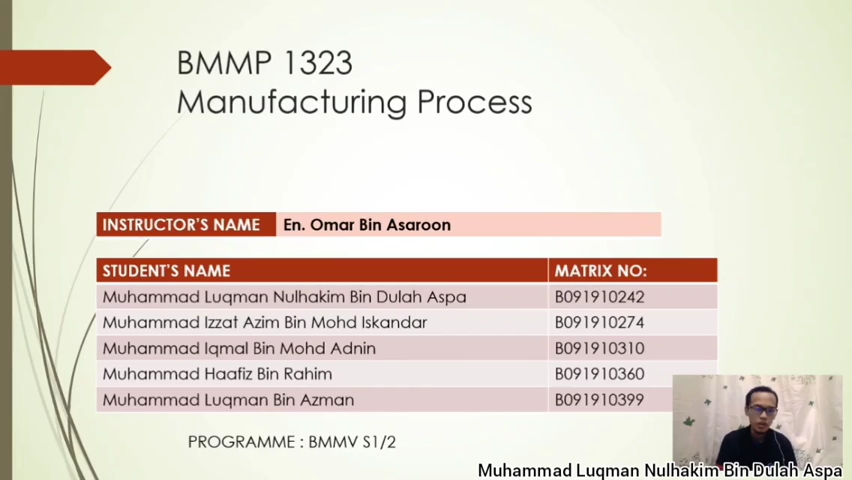 BMMP 1323
Manufacturing Process
INSTRUCTOR'S NAME En. Omar Bin Asaroon
STUDENT'S NAME MATRIX NO:
Muhammad Luqman Nulhakim Bin Dulah Aspa B091910242
Muhammad Izzat Azim Bin Mohd Iskandar B091910274
Muhammad Iqmal Bin Mohd Adnin B091910310
Muhammad Haafiz Bin Rahim B091910360
Muhammad Luqman Bin Azman B091910399
PROGRAMME : BMMV S1/2
Muhammad Luqman Nulhakim Bin Dulah Aspa